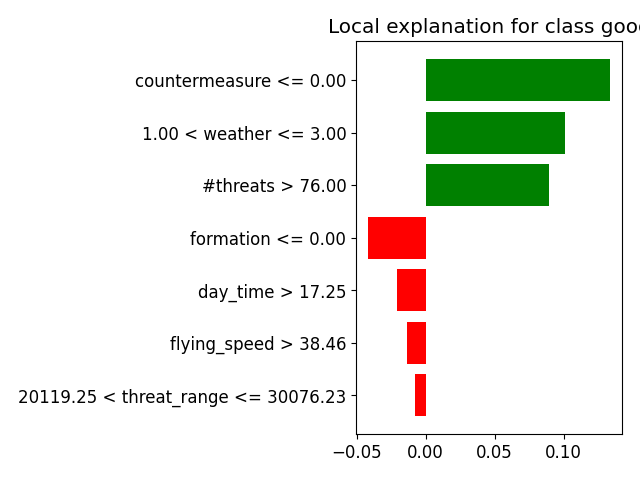 Local explanation for class good
countermeasure <= 0.00
1.00 < weather <= 3.00
#threats > 76.00
formation <= 0.00
day_time > 17.25
flying_speed > 38.46
20119.25 < threat_range <= 30076.23
−0.05 0.00 0.05 0.10